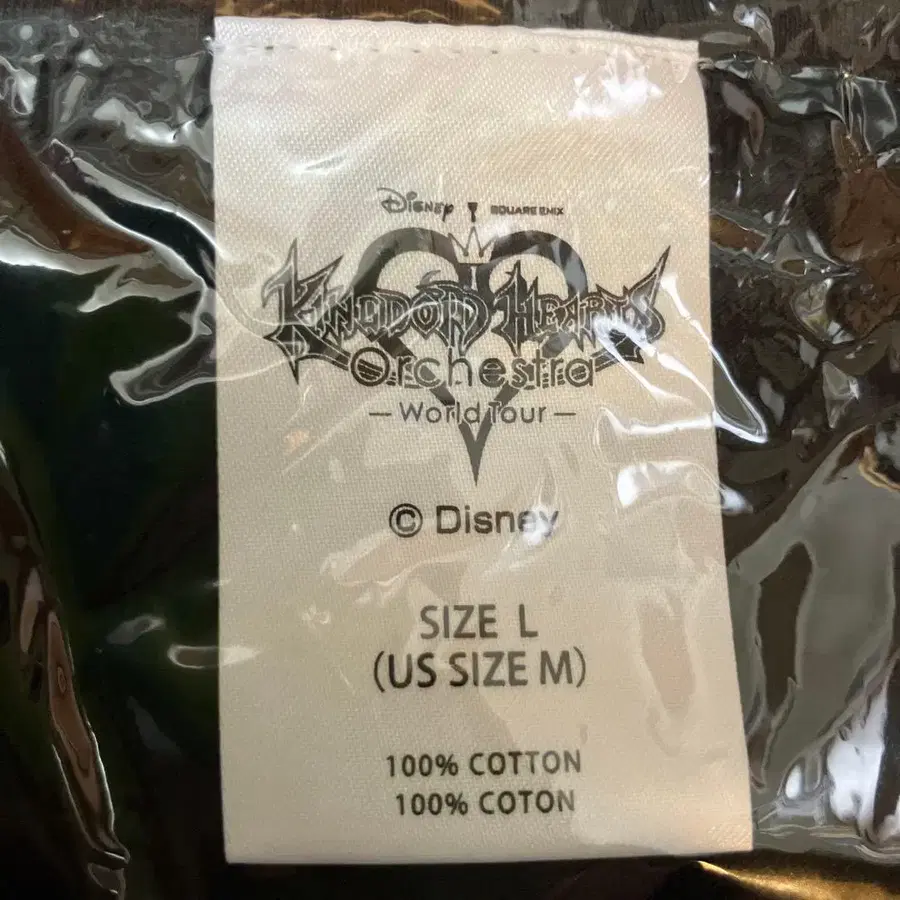 Disney SQUARE ENIX
KINGDOM HEARTS
Orchestra
– World Tour –
© Disney
SIZE L
(US SIZE M)
100% COTTON
100% COTON